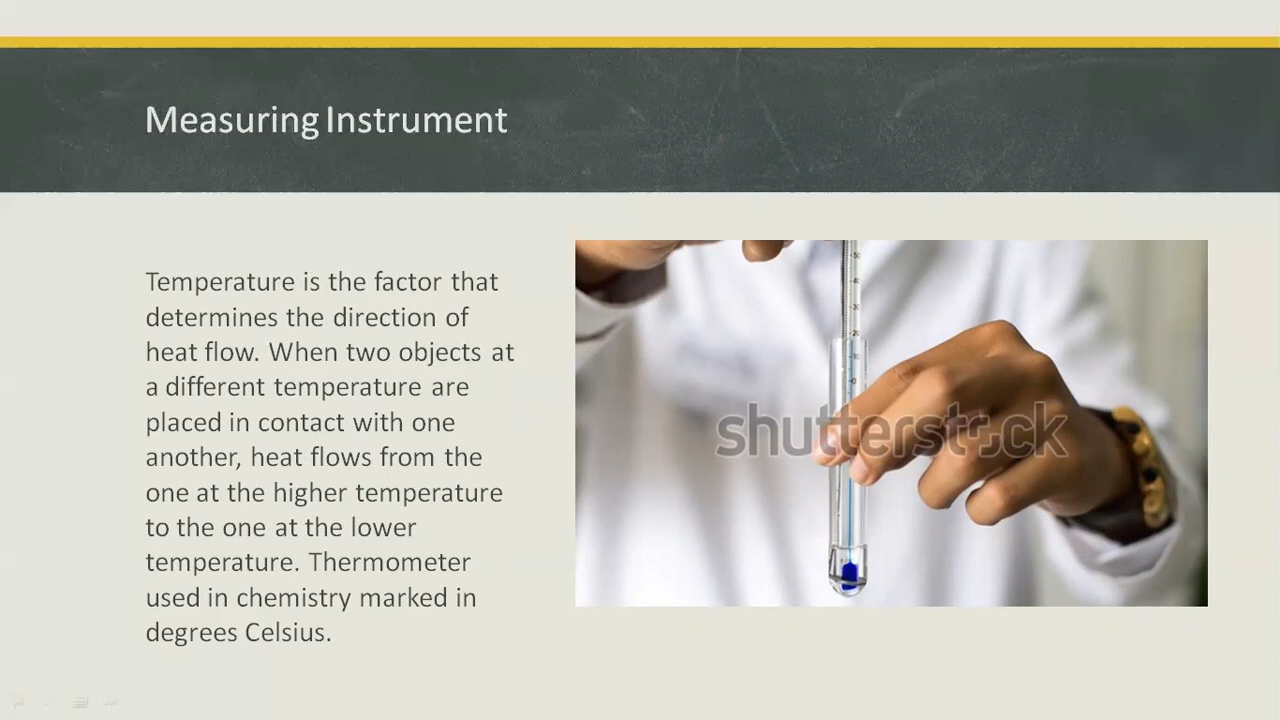 Measuring Instrument
Temperature is the factor that
determines the direction of
heat flow. When two objects at
a different temperature are
placed in contact with one
another, heat flows from the
one at the higher temperature
to the one at the lower
temperature. Thermometer
used in chemistry marked in
degrees Celsius.
shutterstock